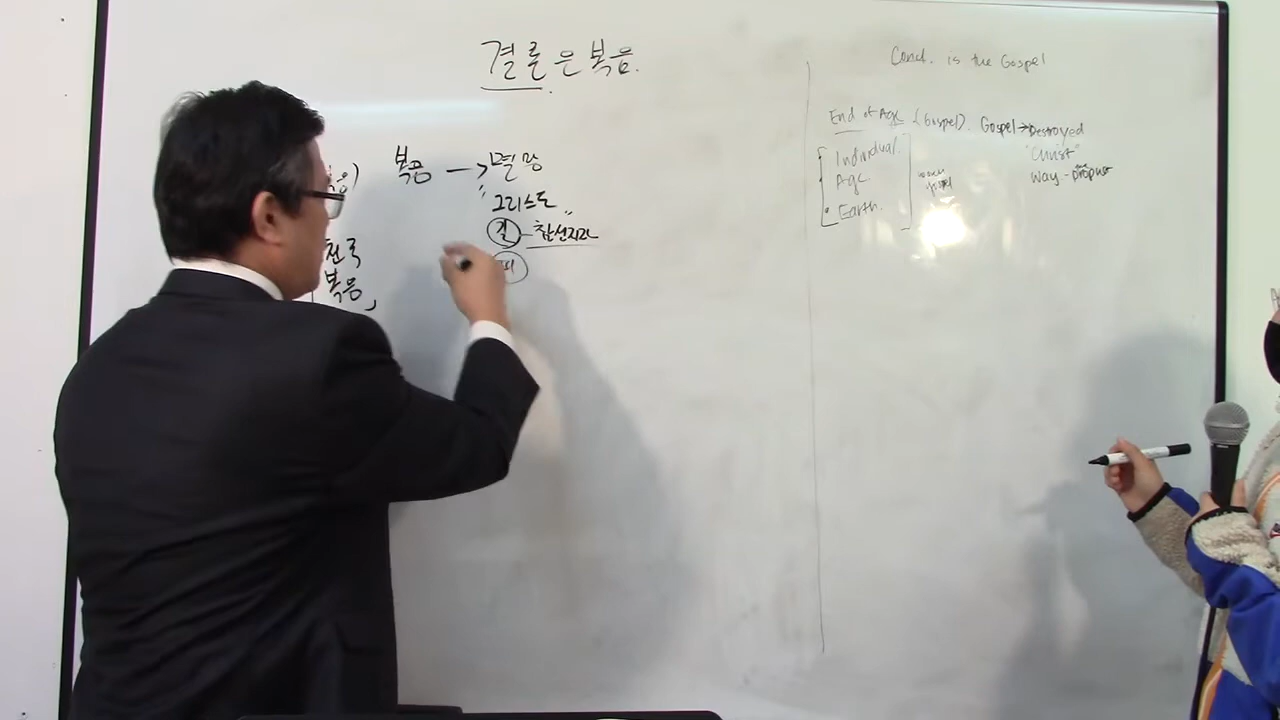 결론은 복음.
복음 → 멸망
"그리스도"
길 - 참선지자
천국
복음
Concl. is the Gospel
End of Age (Gospel). Gospel → Destroyed
Individual.
"Christ"
Age
way - prophet
Earth.